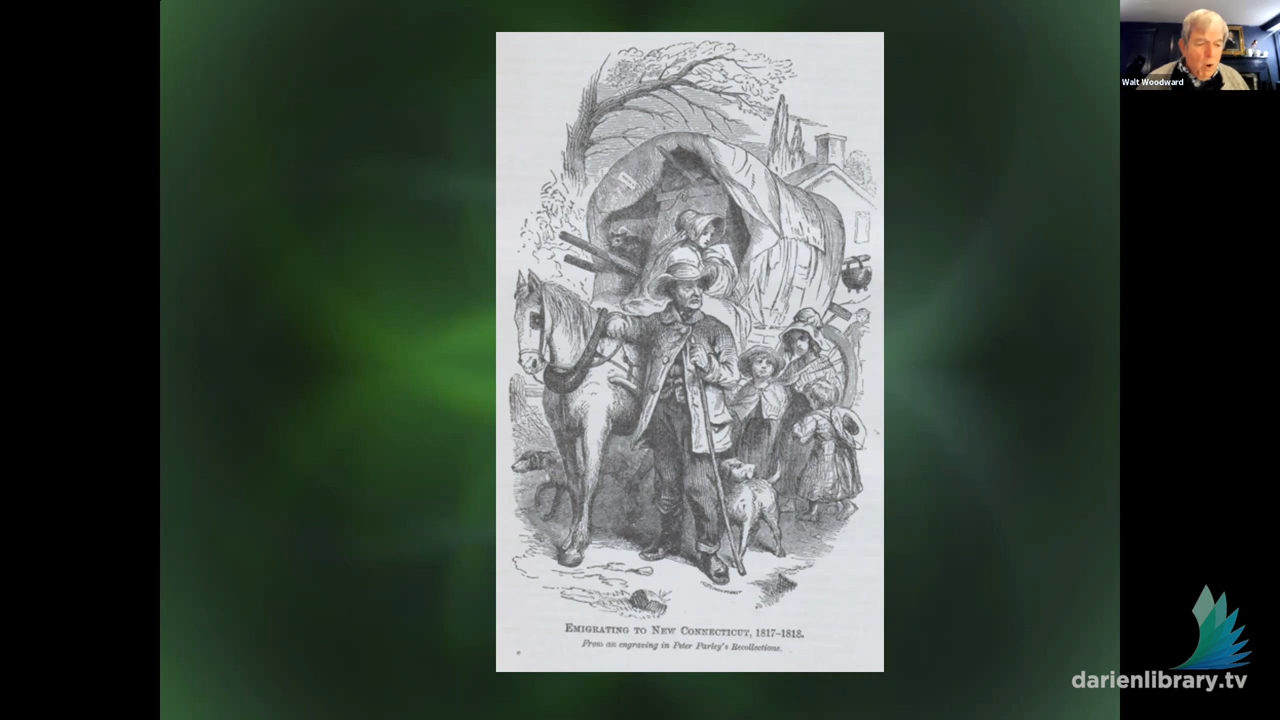 Walt Woodward
EMIGRATING TO NEW CONNECTICUT, 1817–1818.
From an engraving in Peter Parley's Recollections.
darienlibrary.tv